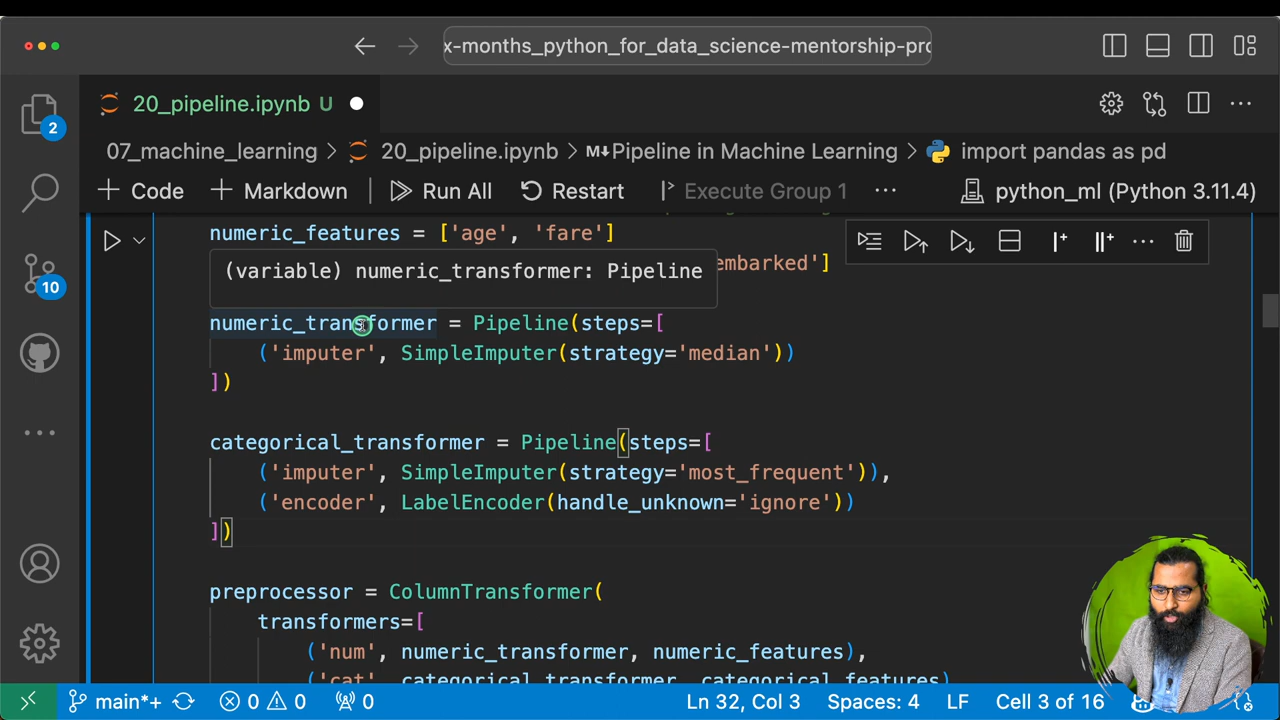 x-months_python_for_data_science-mentorship-pro
20_pipeline.ipynb U
07_machine_learning > 20_pipeline.ipynb > M↓Pipeline in Machine Learning > import pandas as pd
+ Code + Markdown | Run All Restart Execute Group 1 ... python_ml (Python 3.11.4)
2
10
numeric_features = ['age', 'fare']
embarked']
(variable) numeric_transformer: Pipeline
numeric_transformer = Pipeline(steps=[
('imputer', SimpleImputer(strategy='median'))
])
categorical_transformer = Pipeline(steps=[
('imputer', SimpleImputer(strategy='most_frequent')),
('encoder', LabelEncoder(handle_unknown='ignore'))
])
preprocessor = ColumnTransformer(
transformers=[
('num', numeric_transformer, numeric_features),
('cat', categorical_transformer, categorical_features)
main*+ 0 0 0 Ln 32, Col 3 Spaces: 4 LF Cell 3 of 16